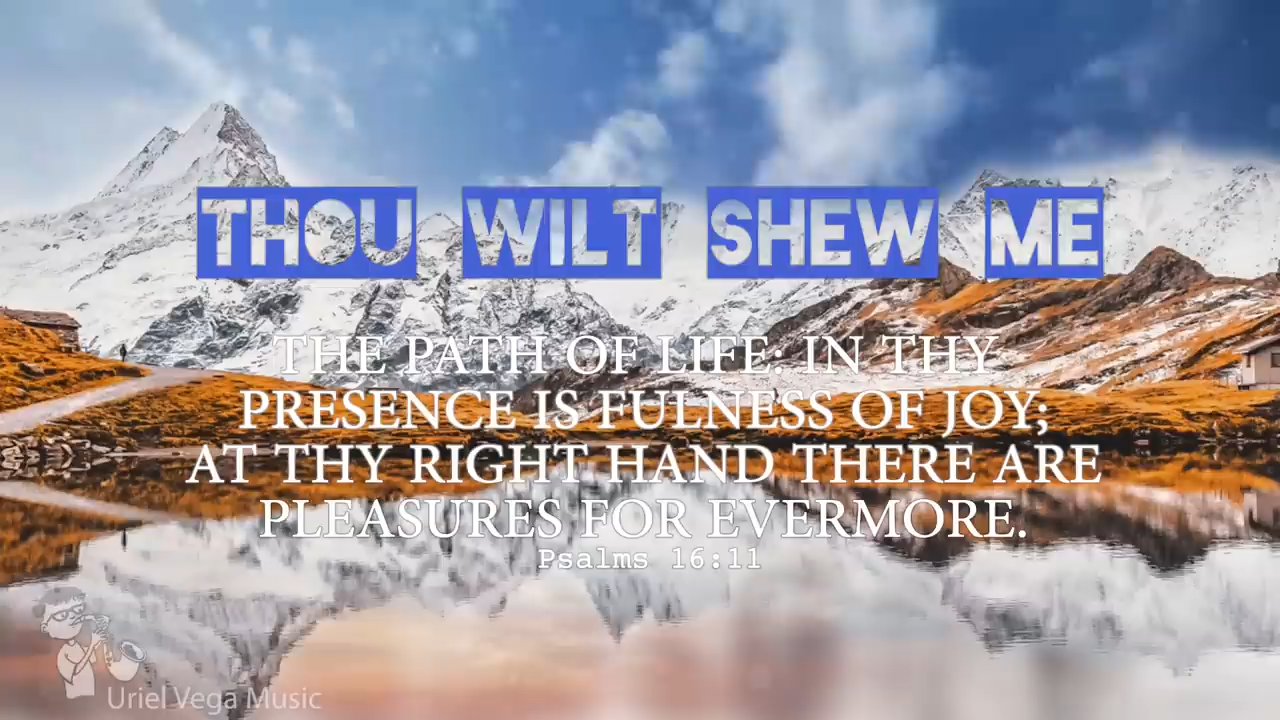 THOU WILT SHEW ME
THE PATH OF LIFE: IN THY
PRESENCE IS FULNESS OF JOY;
AT THY RIGHT HAND THERE ARE
PLEASURES FOR EVERMORE.
Psalms 16:11
Uriel Vega Music